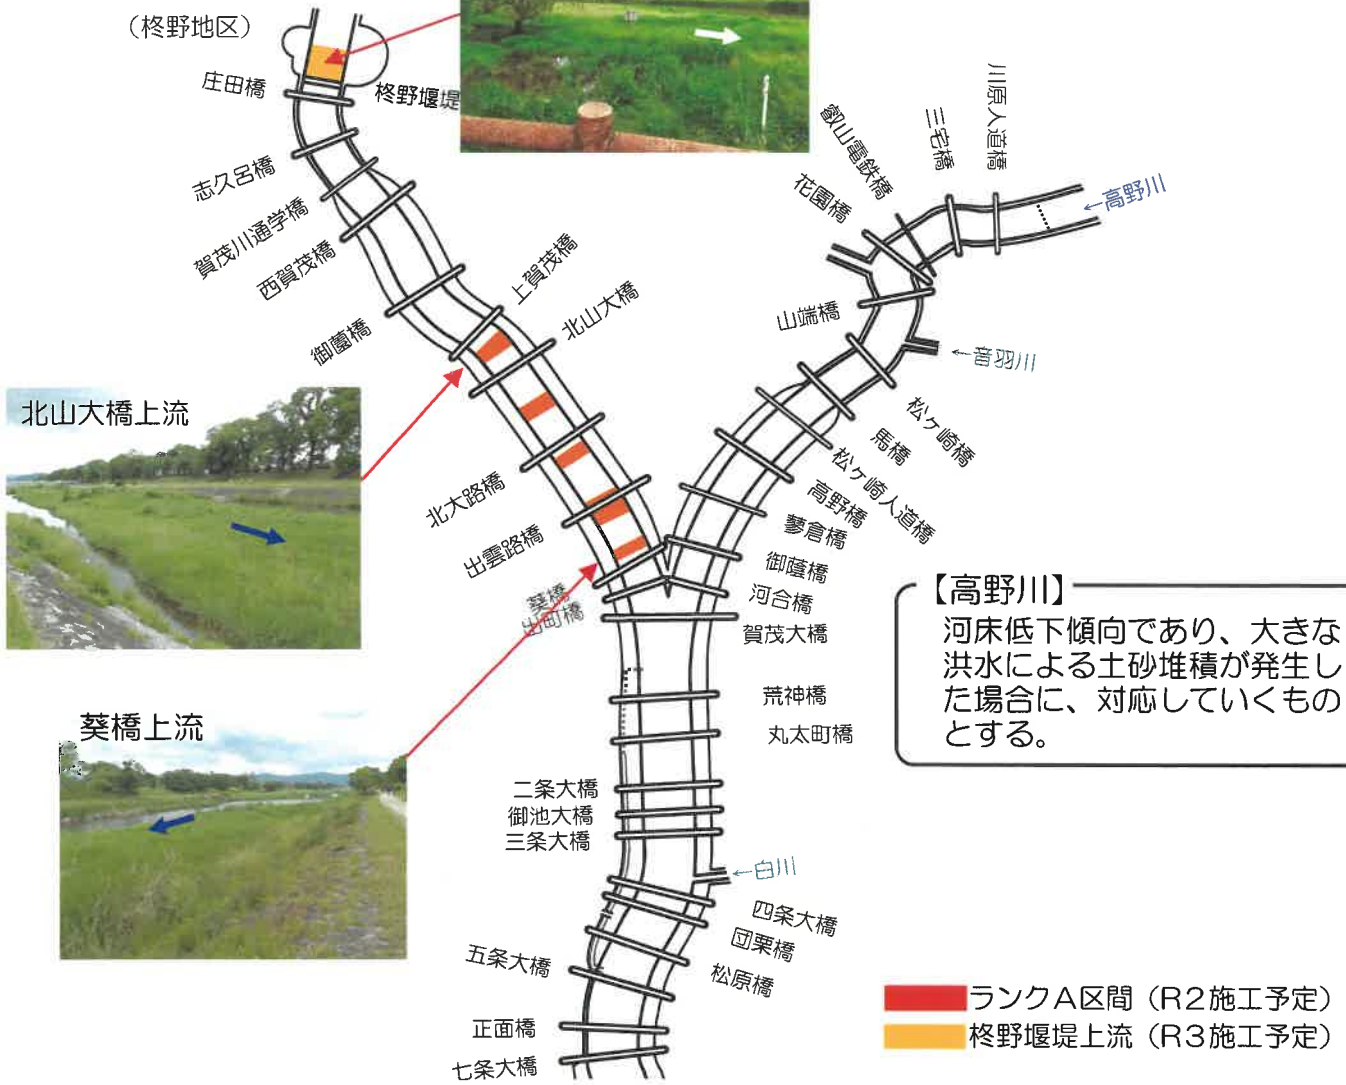 （柊野地区）
庄田橋
柊野堰堤
志久呂橋
賀茂川通学橋
西賀茂橋
御薗橋
上賀茂橋
北山大橋
北大路橋
出雲路橋
葵橋
出町橋
北山大橋上流
葵橋上流
川原人道橋
三宅橋
叡山電鉄橋
花園橋
←高野川
山端橋
←音羽川
松ヶ崎橋
馬橋
松ヶ崎人道橋
高野橋
蓼倉橋
御蔭橋
河合橋
賀茂大橋
荒神橋
丸太町橋
二条大橋
御池大橋
三条大橋
←白川
四条大橋
団栗橋
松原橋
五条大橋
正面橋
七条大橋
【高野川】
河床低下傾向であり、大きな
洪水による土砂堆積が発生し
た場合に、対応していくもの
とする。
ランクA区間（R2施工予定）
柊野堰堤上流（R3施工予定）